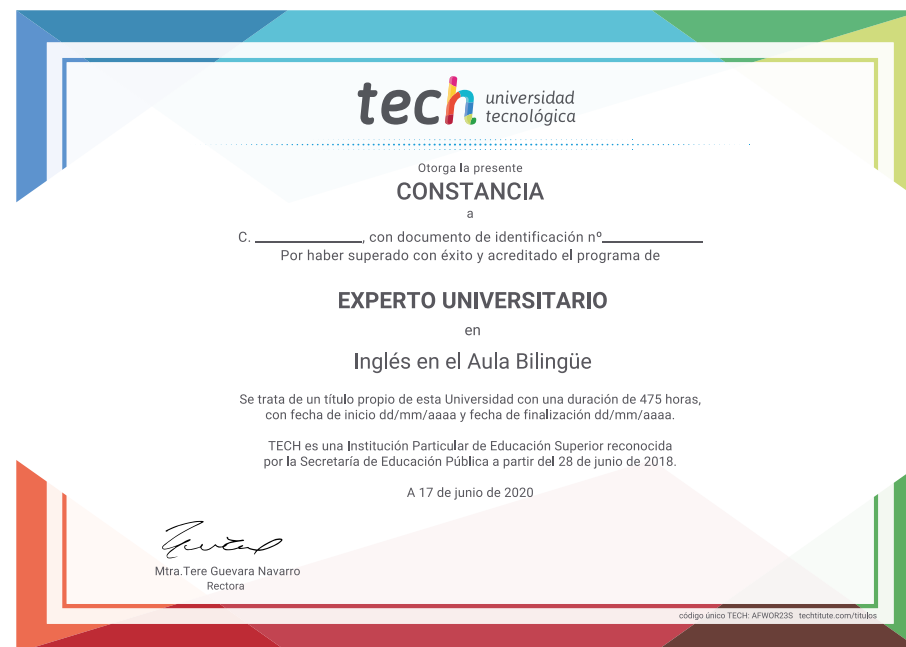 tech universidad
tecnológica
Otorga la presente
CONSTANCIA
a
C. ____________, con documento de identificación nº____________
Por haber superado con éxito y acreditado el programa de
EXPERTO UNIVERSITARIO
en
Inglés en el Aula Bilingüe
Se trata de un título propio de esta Universidad con una duración de 475 horas,
con fecha de inicio dd/mm/aaaa y fecha de finalización dd/mm/aaaa.
TECH es una Institución Particular de Educación Superior reconocida
por la Secretaría de Educación Pública a partir del 28 de junio de 2018.
A 17 de junio de 2020
Mtra.Tere Guevara Navarro
Rectora
código único TECH: AFWOR23S techtitute.com/titulos